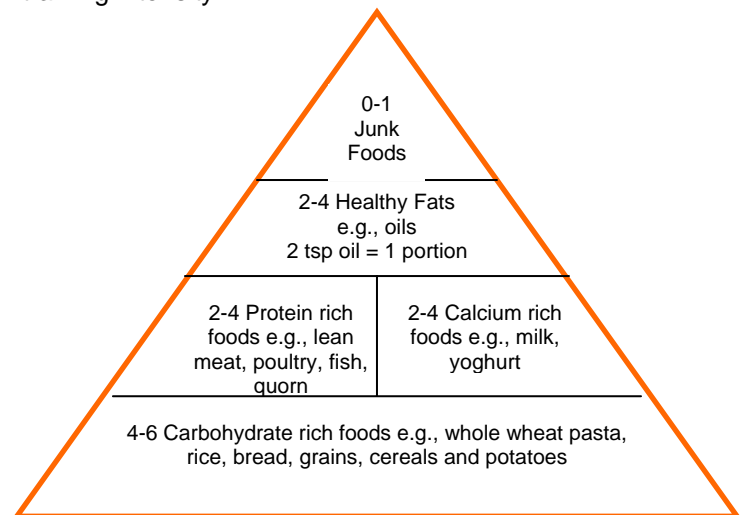 0-1
Junk
Foods
2-4 Healthy Fats
e.g., oils
2 tsp oil = 1 portion
2-4 Protein rich
foods e.g., lean
meat, poultry, fish,
quorn
2-4 Calcium rich
foods e.g., milk,
yoghurt
4-6 Carbohydrate rich foods e.g., whole wheat pasta,
rice, bread, grains, cereals and potatoes